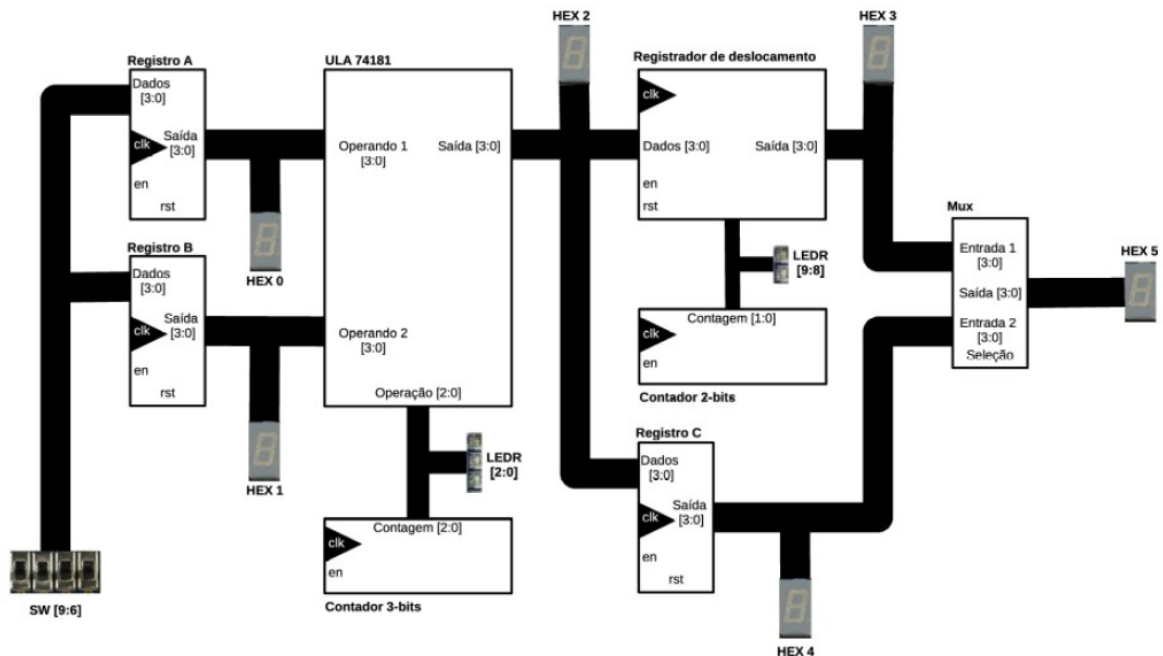 HEX 2
HEX 3
Registro A
Dados
[3:0]
clk
Saída
[3:0]
en
rst
HEX 0
Registro B
Dados
[3:0]
clk
Saída
[3:0]
en
rst
HEX 1
SW [9:6]
ULA 74181
Operando 1
[3:0]
Saída [3:0]
Operando 2
[3:0]
Operação [2:0]
LEDR
[2:0]
Contagem [2:0]
clk
en
Contador 3-bits
Registrador de deslocamento
clk
Dados [3:0]
Saída [3:0]
en
rst
LEDR
[9:8]
Contagem [1:0]
clk
en
Contador 2-bits
Registro C
Dados
[3:0]
clk
Saída
[3:0]
en
rst
HEX 4
Mux
Entrada 1
[3:0]
Saída [3:0]
Entrada 2
[3:0]
Seleção
HEX 5